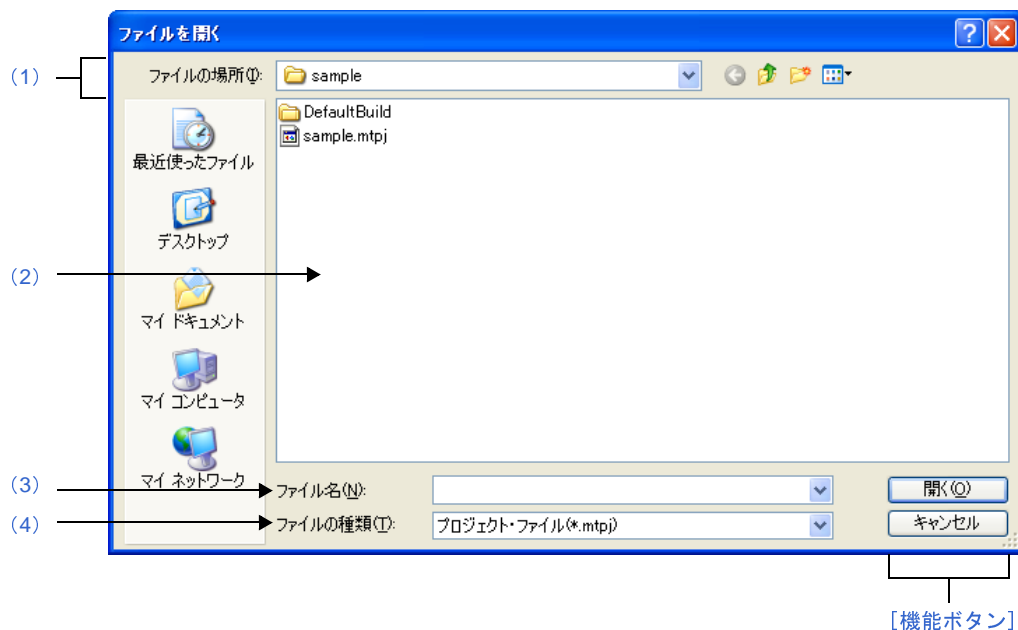 ファイルを開く
(1)
ファイルの場所(I):
sample
DefaultBuild
sample.mtpj
最近使ったファイル
デスクトップ
(2)
マイ ドキュメント
マイ コンピュータ
マイ ネットワーク
(3)
ファイル名(N):
開く(O)
(4)
ファイルの種類(T):
プロジェクト・ファイル(*.mtpj)
キャンセル
[機能ボタン]